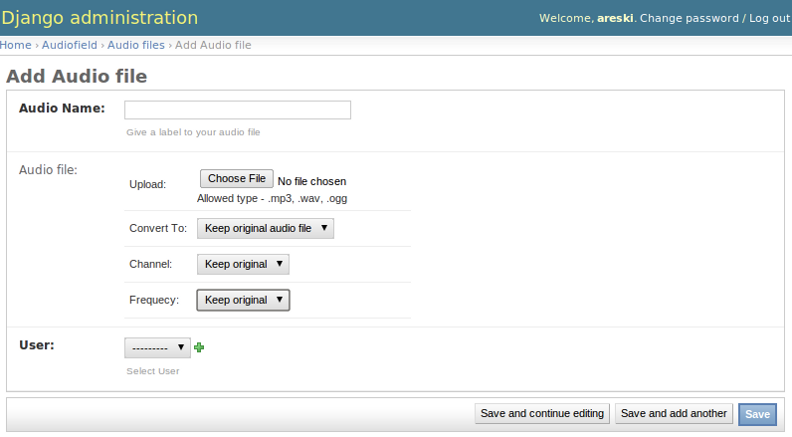 Django administration
Welcome, areski. Change password / Log out
Home › Audiofield › Audio files › Add Audio file
Add Audio file
Audio Name:
Give a label to your audio file
Audio file:
Upload: Choose File No file chosen
Allowed type - .mp3, .wav, .ogg
Convert To: Keep original audio file ▼
Channel: Keep original ▼
Frequecy: Keep original ▼
User: --------- ▼
Select User
Save and continue editing Save and add another Save